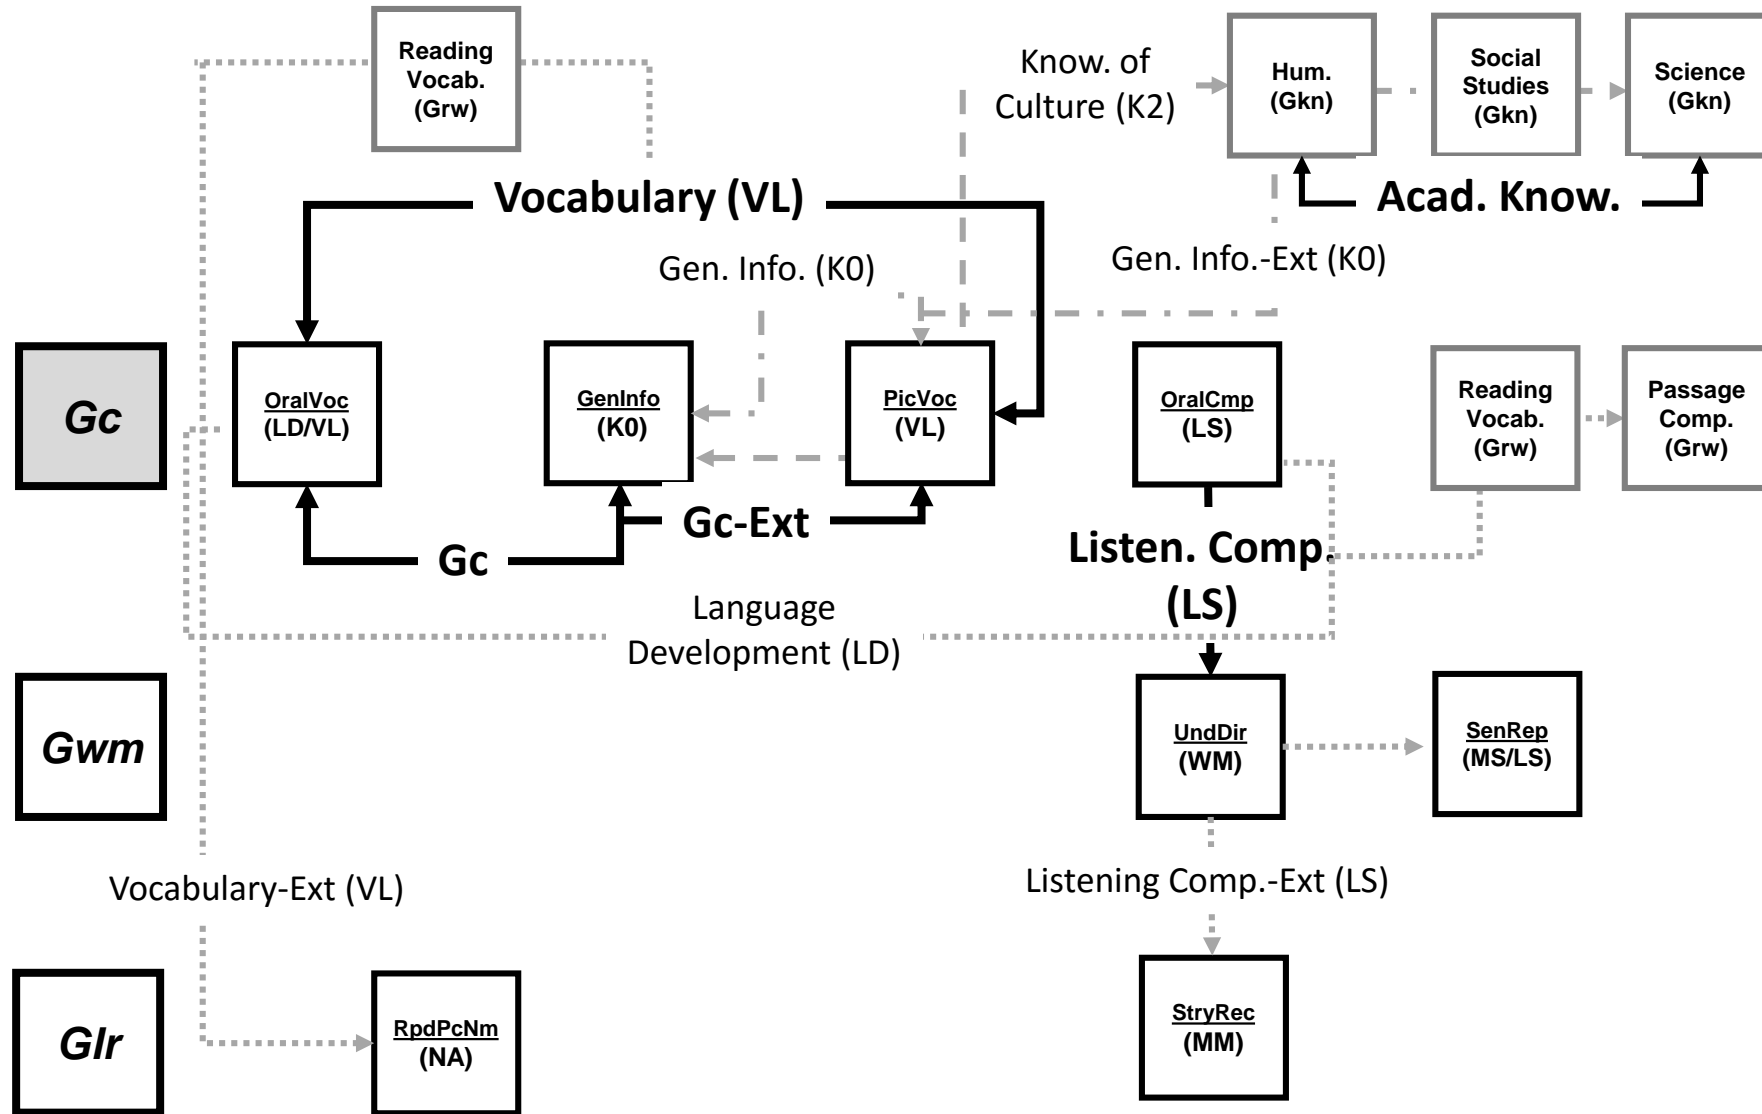 Reading
Vocab.
(Grw)
Know. of
Culture (K2)
Hum.
(Gkn)
Social
Studies
(Gkn)
Science
(Gkn)
Vocabulary (VL)
Acad. Know.
Gen. Info. (K0)
Gen. Info.-Ext (K0)
Gc
OralVoc
(LD/VL)
GenInfo
(K0)
PicVoc
(VL)
OralCmp
(LS)
Reading
Vocab.
(Grw)
Passage
Comp.
(Grw)
Gc-Ext
Gc
Listen. Comp.
(LS)
Language
Development (LD)
Gwm
UndDir
(WM)
SenRep
(MS/LS)
Vocabulary-Ext (VL)
Listening Comp.-Ext (LS)
Glr
RpdPcNm
(NA)
StryRec
(MM)